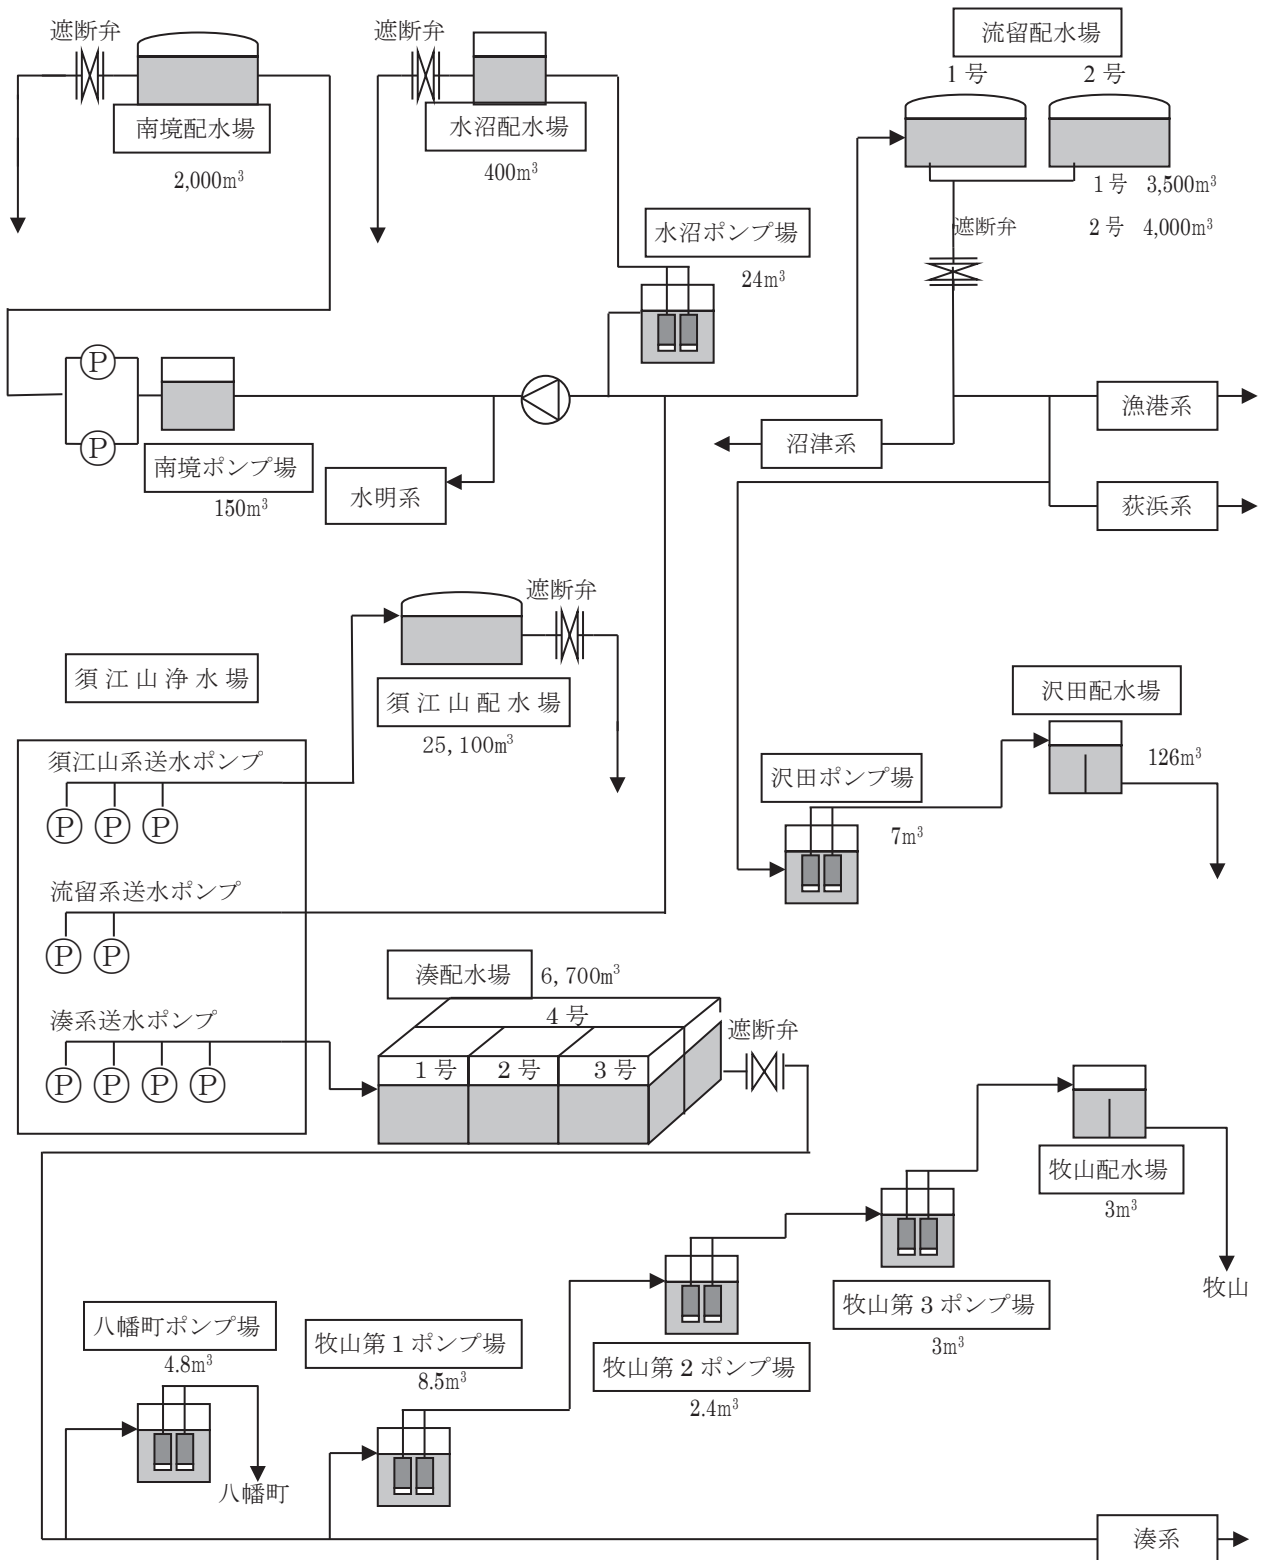 遮断弁
南境配水場
2,000m³
遮断弁
水沼配水場
400m³
流留配水場
1号 2号
1号 3,500m³
2号 4,000m³
遮断弁
水沼ポンプ場
24m³
P
P
南境ポンプ場
150m³
水明系
沼津系
漁港系
荻浜系
遮断弁
須江山配水場
25,100m³
須江山浄水場
須江山系送水ポンプ
P P P
流留系送水ポンプ
P P
湊系送水ポンプ
P P P P
沢田配水場
126m³
沢田ポンプ場
7m³
湊配水場 6,700m³
4号
1号 2号 3号
遮断弁
牧山配水場
3m³
牧山
牧山第3ポンプ場
3m³
牧山第2ポンプ場
2.4m³
牧山第1ポンプ場
8.5m³
八幡町ポンプ場
4.8m³
八幡町
湊系